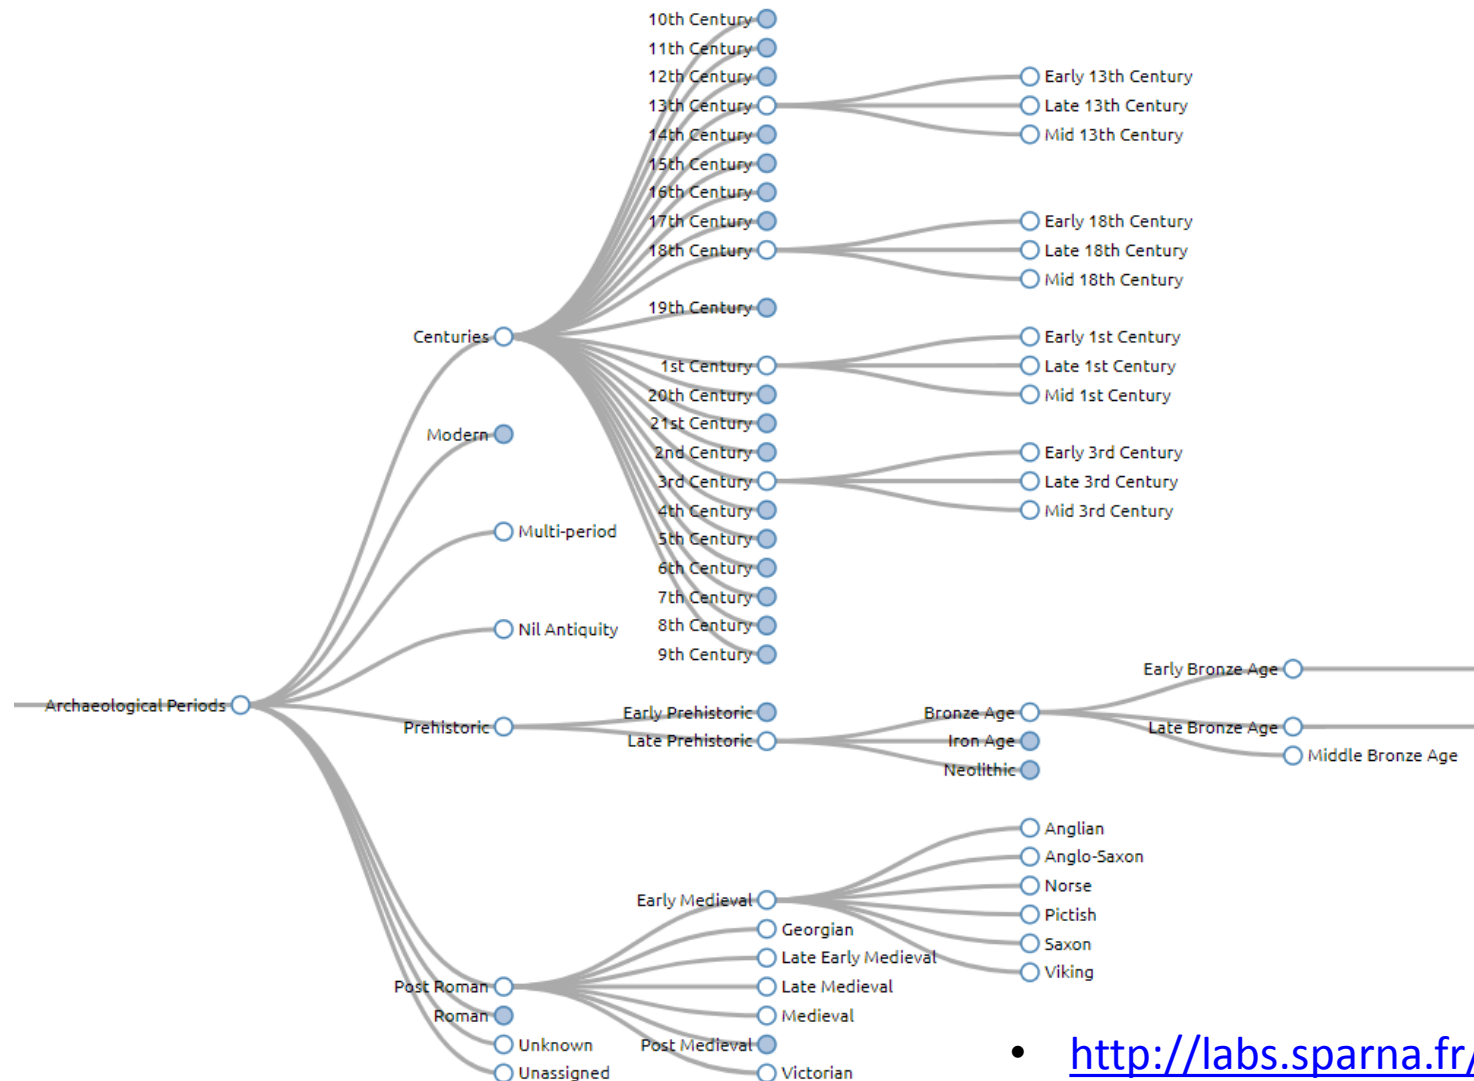 10th Century
11th Century
12th Century
Early 13th Century
13th Century
Late 13th Century
14th Century
Mid 13th Century
15th Century
16th Century
17th Century
Early 18th Century
18th Century
Late 18th Century
Mid 18th Century
19th Century
Centuries
Early 1st Century
1st Century
Late 1st Century
20th Century
Mid 1st Century
21st Century
Modern
2nd Century
Early 3rd Century
3rd Century
Late 3rd Century
4th Century
Mid 3rd Century
Multi-period
5th Century
6th Century
7th Century
8th Century
Nil Antiquity
9th Century
Early Bronze Age
Archaeological Periods
Early Prehistoric
Bronze Age
Prehistoric
Late Bronze Age
Late Prehistoric
Iron Age
Middle Bronze Age
Neolithic
Anglian
Anglo-Saxon
Norse
Early Medieval
Pictish
Georgian
Saxon
Late Early Medieval
Viking
Post Roman
Late Medieval
Roman
Medieval
Unknown
Post Medieval
• http://labs.sparna.fr/
Unassigned
Victorian